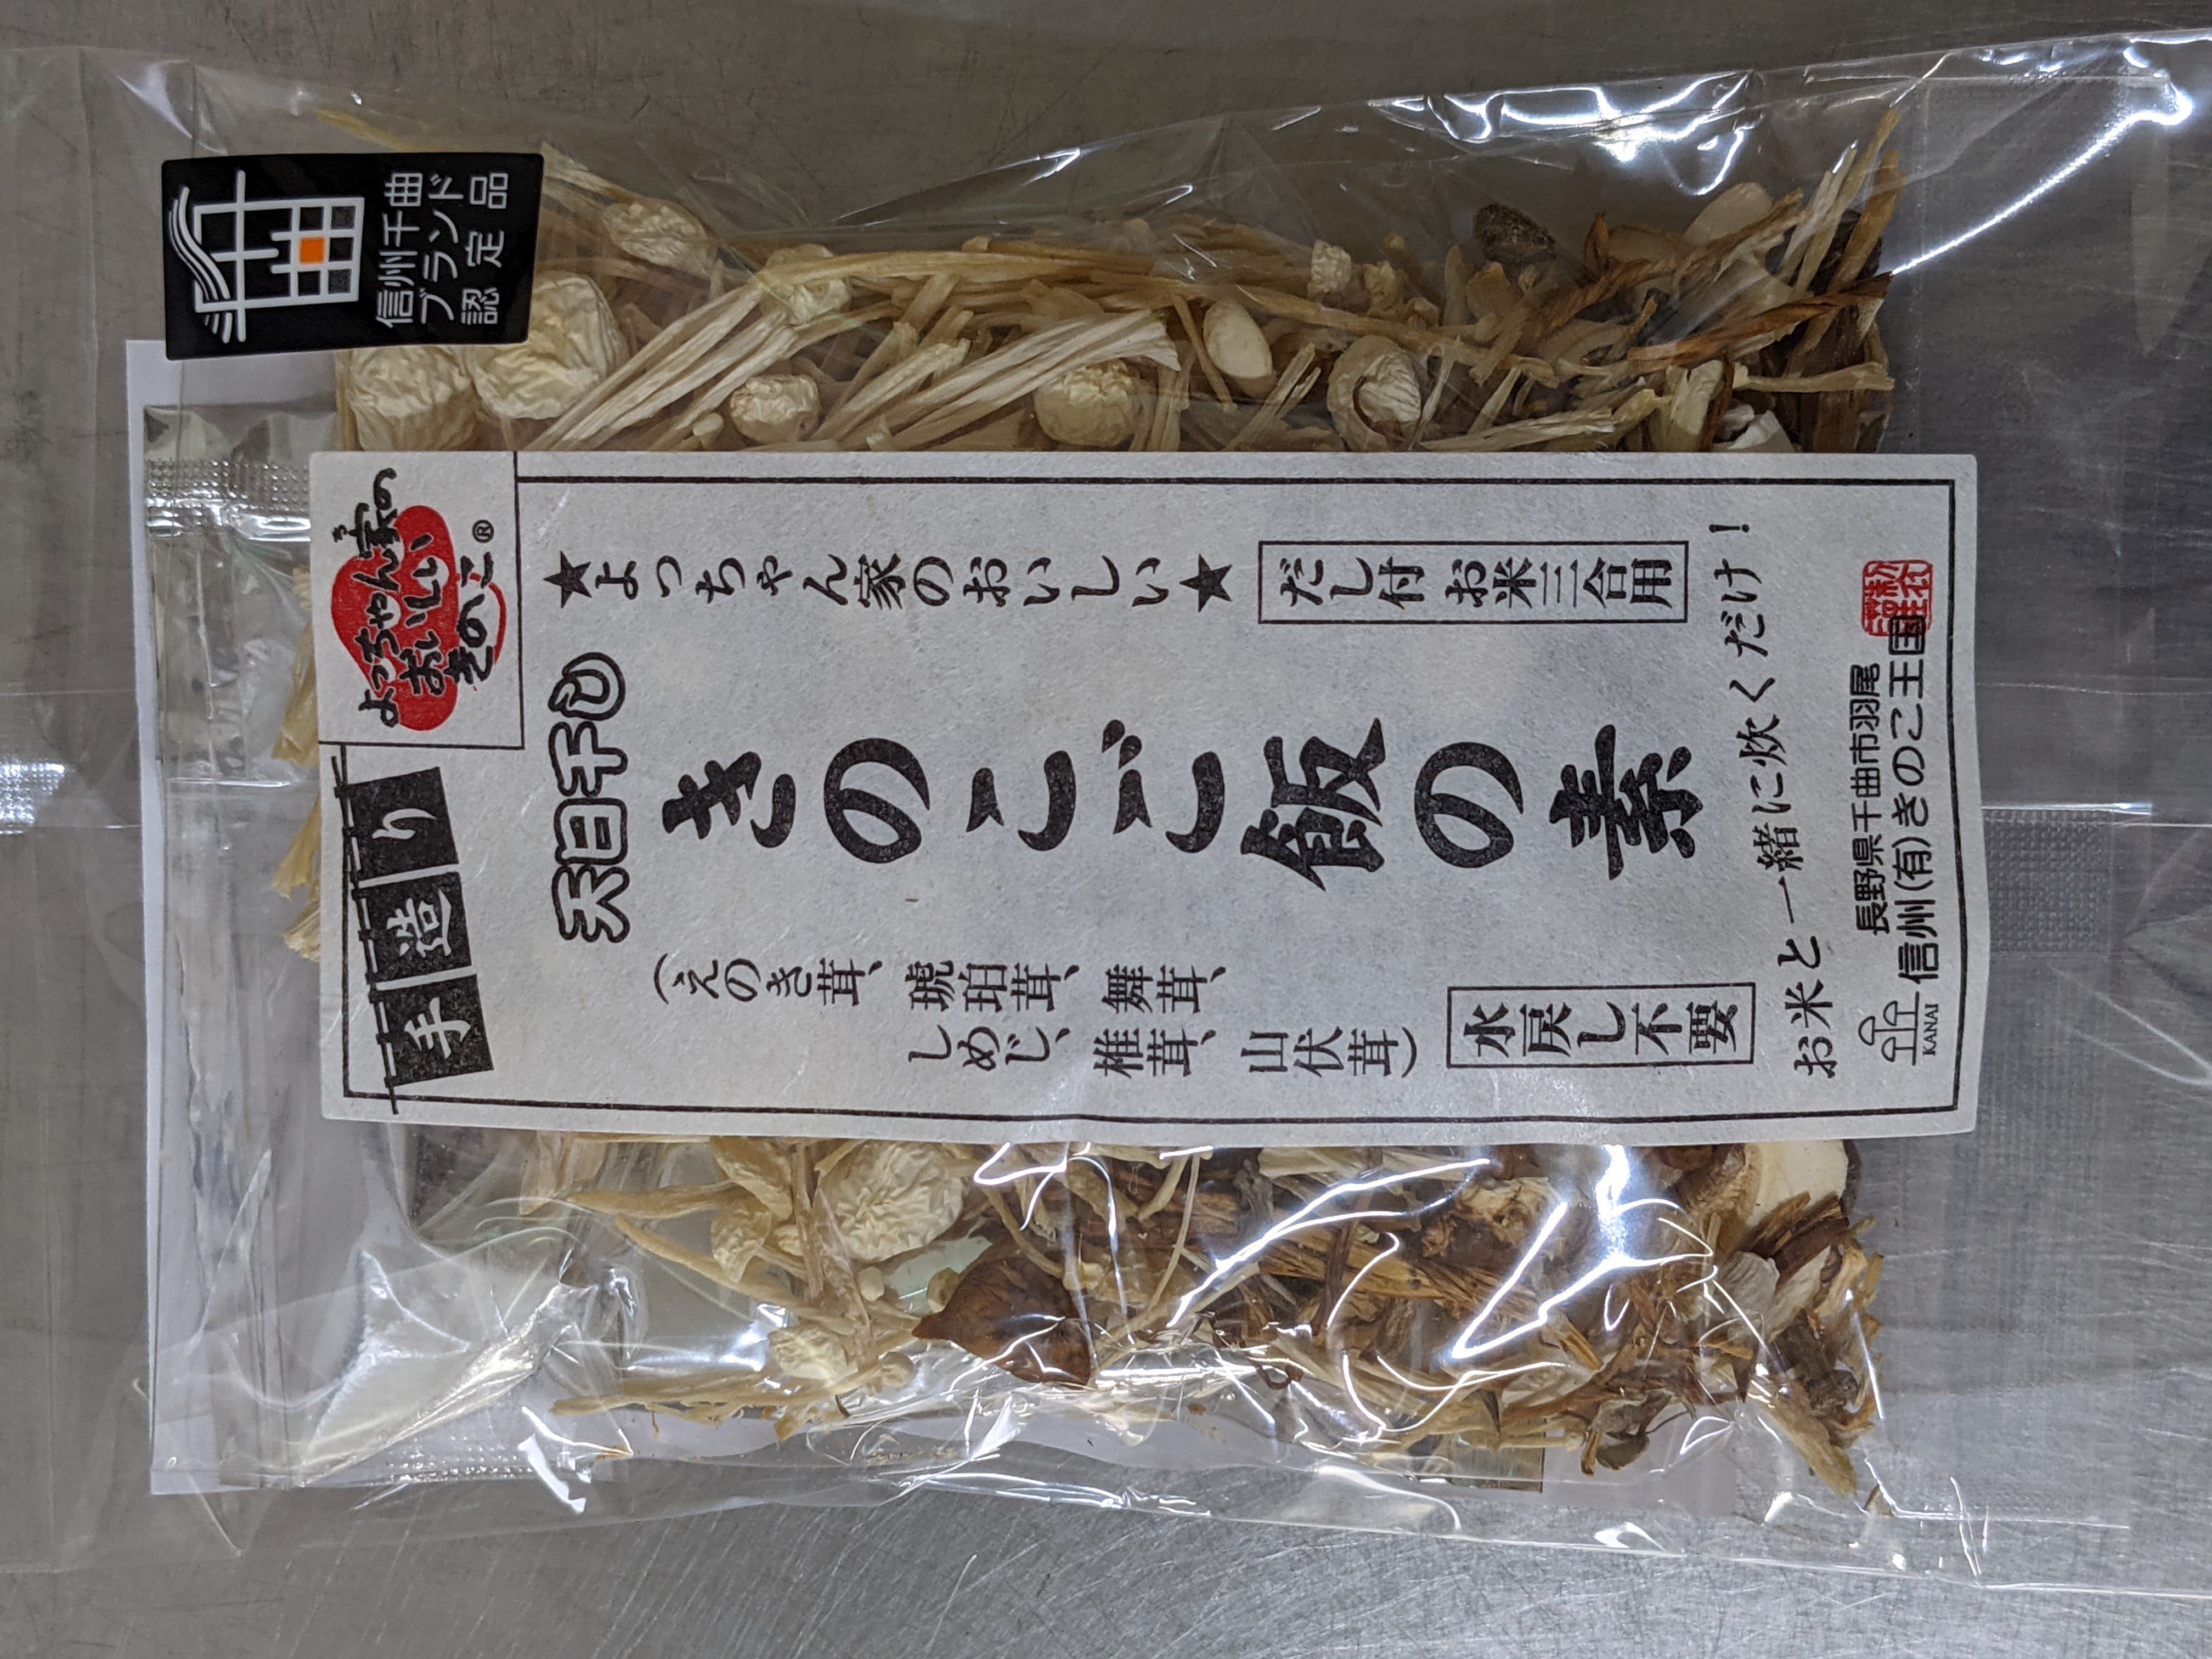 信州千曲
ブランド
認定品
よっちゃん家の
おいしい
きのこ®
手造り
★よっちゃん家のおいしい★
だし付 お米三合用
天日干し
きのこご飯の素
(えのき茸、琥珀茸、舞茸、
しめじ、椎茸、山伏茸)
水戻し不要
お米と一緒に炊くだけ!
長野県千曲市羽尾
信州(有)きのこ王国
KANAI